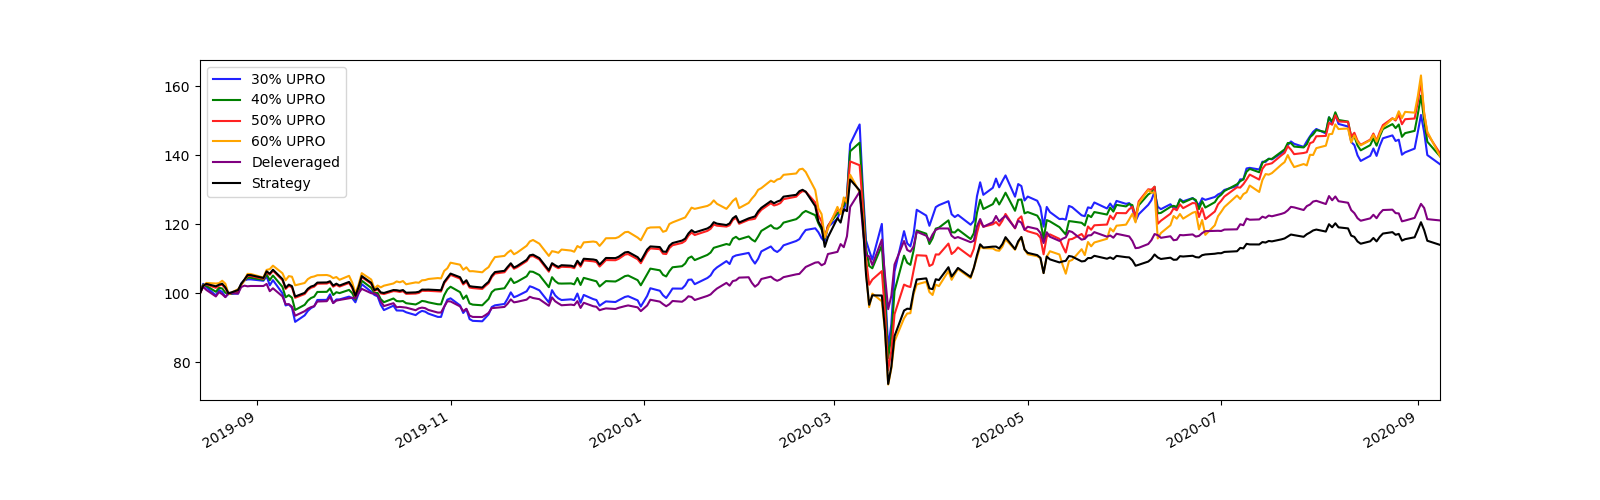 160
140
120
100
80
30% UPRO
40% UPRO
50% UPRO
60% UPRO
Deleveraged
Strategy
2019-09
2019-11
2020-01
2020-03
2020-05
2020-07
2020-09